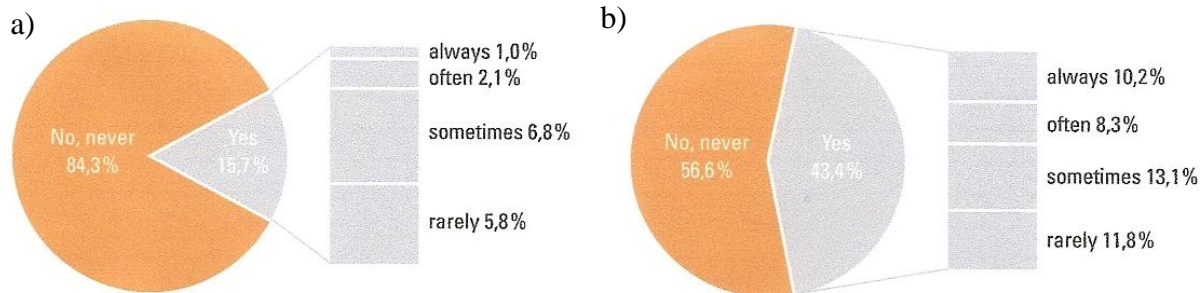 a)
No, never
84,3%
Yes
15,7%
always 1,0%
often 2,1%
sometimes 6,8%
rarely 5,8%
b)
No, never
56,6%
Yes
43,4%
always 10,2%
often 8,3%
sometimes 13,1%
rarely 11,8%